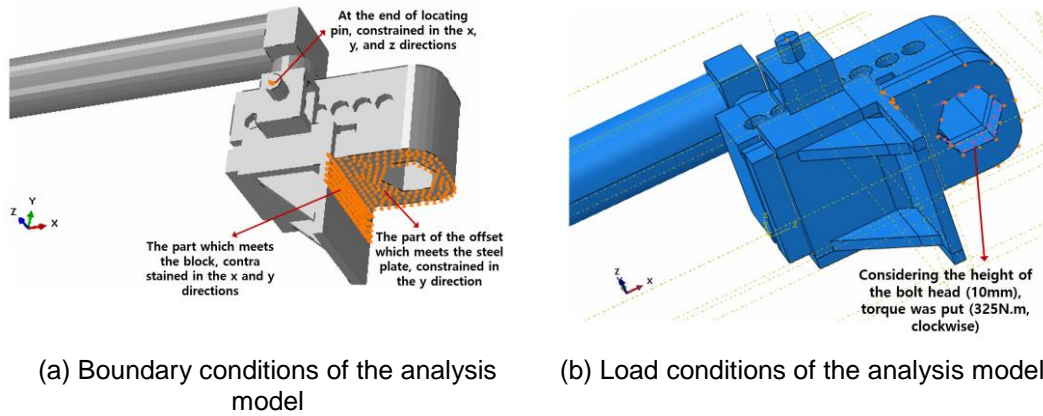 At the end of locating
pin, constrained in the x,
y, and z directions
Y
Z
X
The part which meets
the block, contra
stained in the x and y
directions
The part of the offset
which meets the steel
plate, constrained in
the y direction
Z
X
Considering the height of
the bolt head (10mm),
torque was put (325N.m,
clockwise)
(a) Boundary conditions of the analysis
model
(b) Load conditions of the analysis model